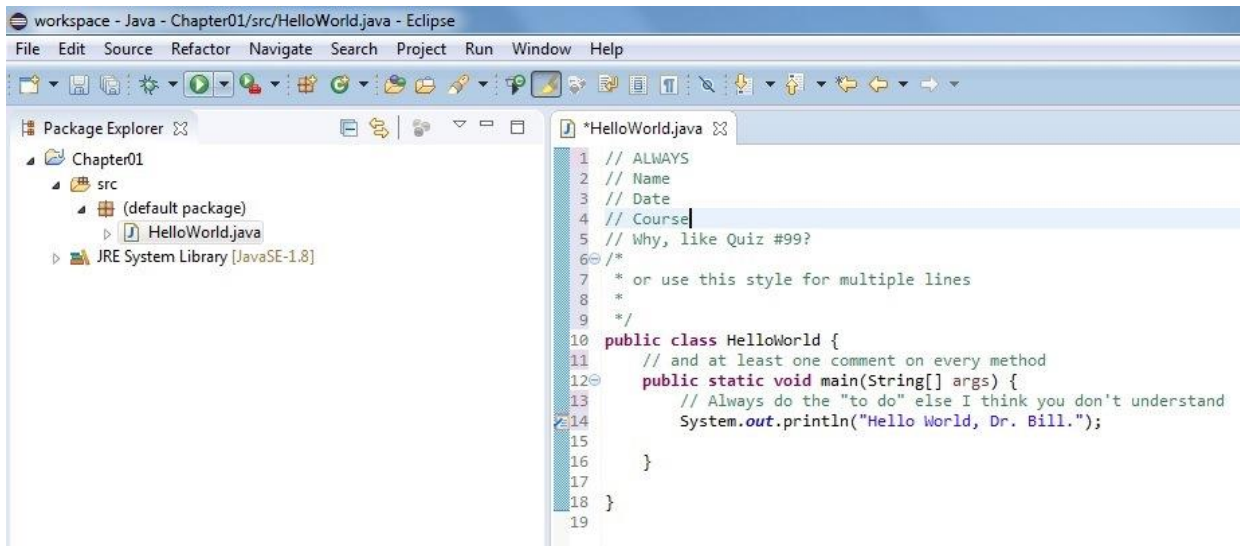 workspace - Java - Chapter01/src/HelloWorld.java - Eclipse
File Edit Source Refactor Navigate Search Project Run Window Help
Package Explorer
Chapter01
src
(default package)
HelloWorld.java
JRE System Library [JavaSE-1.8]
*HelloWorld.java
1 // ALWAYS
2 // Name
3 // Date
4 // Course
5 // Why, like Quiz #99?
6 /*
7 * or use this style for multiple lines
8 *
9 */
10 public class HelloWorld {
11 // and at least one comment on every method
12 public static void main(String[] args) {
13 // Always do the "to do" else I think you don't understand
14 System.out.println("Hello World, Dr. Bill.");
15
16 }
17
18 }
19